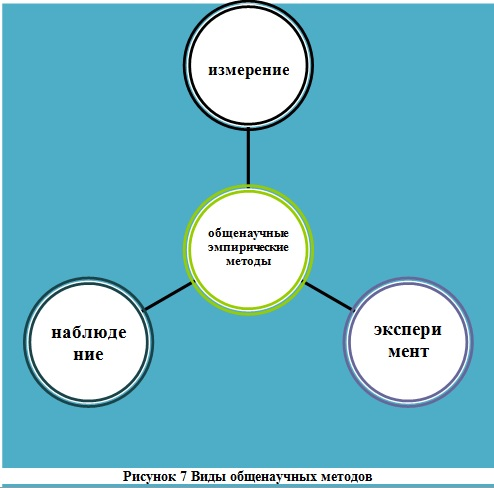 измерение
общенаучные
эмпирические
методы
наблюде
ние
экспери
мент
Рисунок 7 Виды общенаучных методов